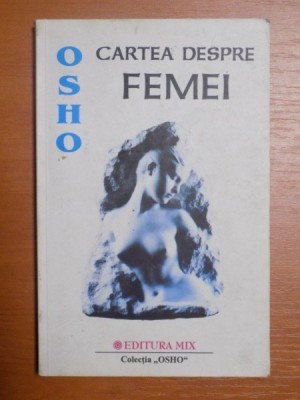 OSHO
CARTEA DESPRE
FEMEI
EDITURA MIX
Colecția „OSHO“